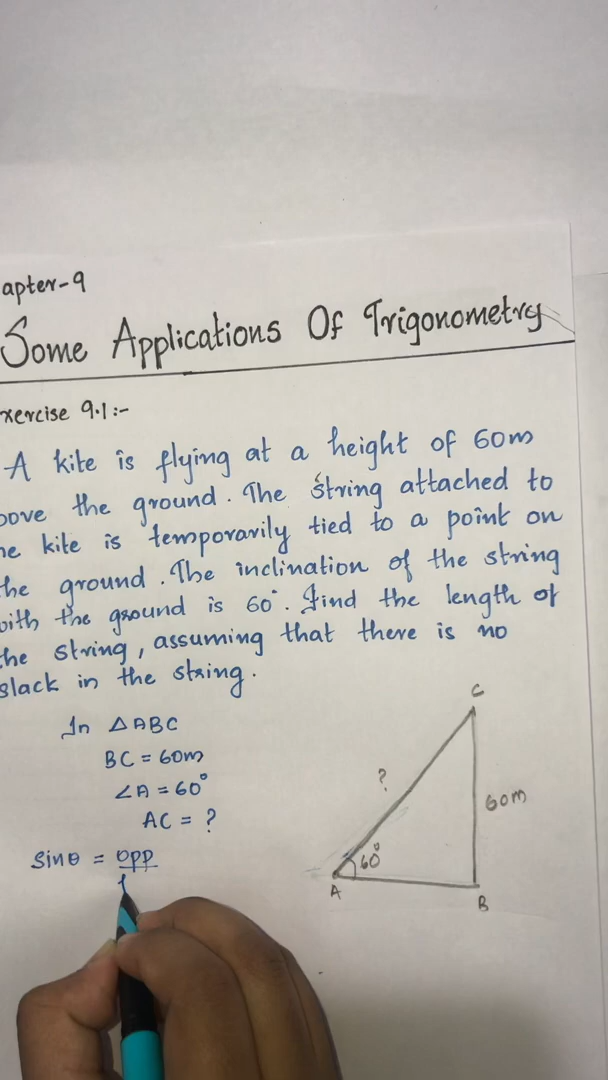 apter-9
Some Applications Of Trigonometry
xercise 9.1:-
A kite is flying at a height of 60m
bove the ground. The string attached to
he kite is temporarily tied to a point on
the ground. The inclination of the string
with the ground is 60°. Find the length of
the string, assuming that there is no
slack in the string.
In △ABC
BC = 60m
∠A = 60°
AC = ?
Sinθ = opp
C
?
60m
60°
A
B